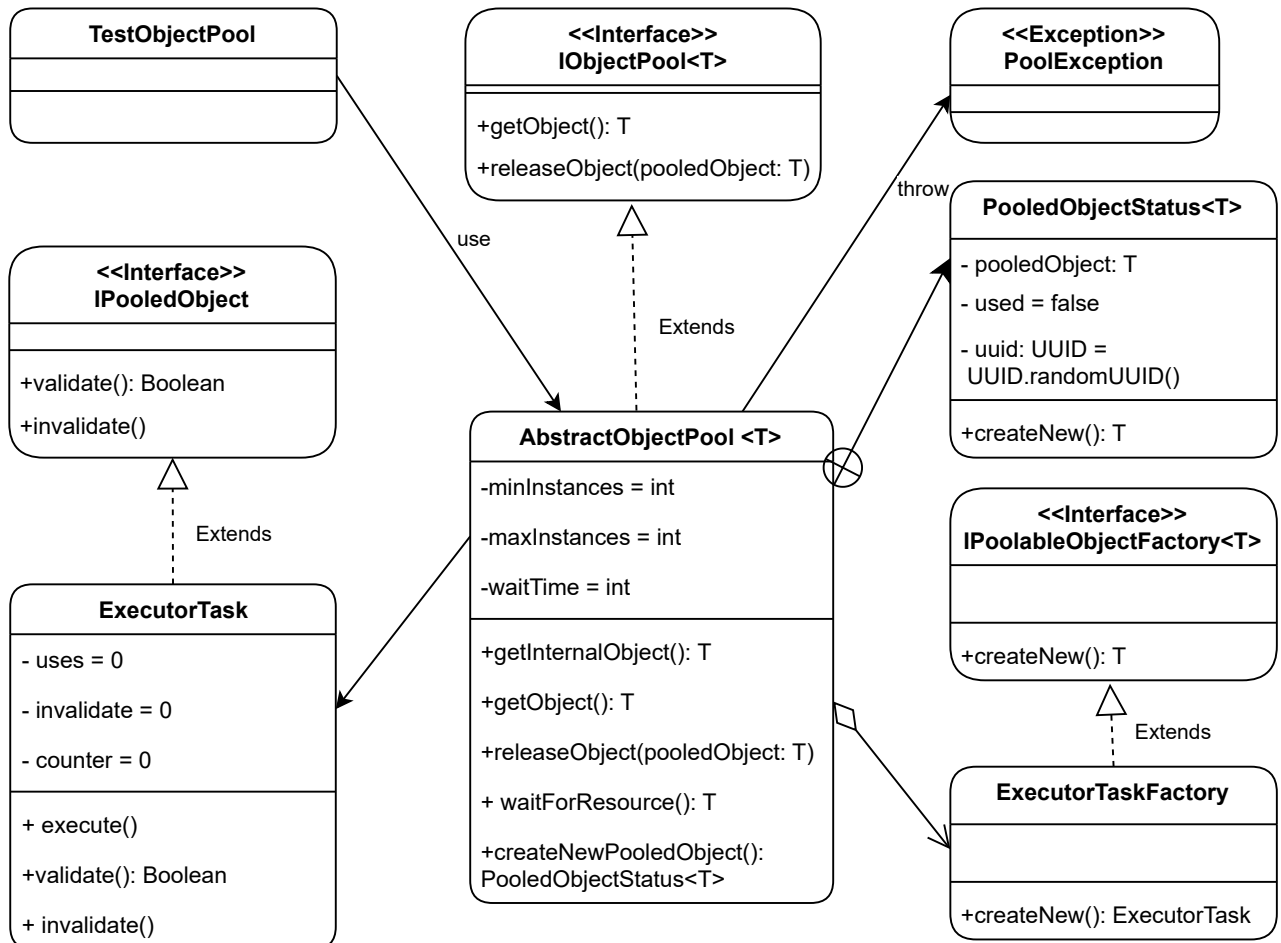 TestObjectPool
<<Interface>>
IObjectPool<T>
+getObject(): T
+releaseObject(pooledObject: T)
<<Exception>>
PoolException
use
throw
Extends
<<Interface>>
IPooledObject
+validate(): Boolean
+invalidate()
Extends
PooledObjectStatus<T>
- pooledObject: T
- used = false
- uuid: UUID =
UUID.randomUUID()
+createNew(): T
AbstractObjectPool <T>
-minInstances = int
-maxInstances = int
-waitTime = int
+getInternalObject(): T
+getObject(): T
+releaseObject(pooledObject: T)
+ waitForResource(): T
+createNewPooledObject():
PooledObjectStatus<T>
<<Interface>>
IPoolableObjectFactory<T>
+createNew(): T
Extends
ExecutorTask
- uses = 0
- invalidate = 0
- counter = 0
+ execute()
+validate(): Boolean
+ invalidate()
ExecutorTaskFactory
+createNew(): ExecutorTask